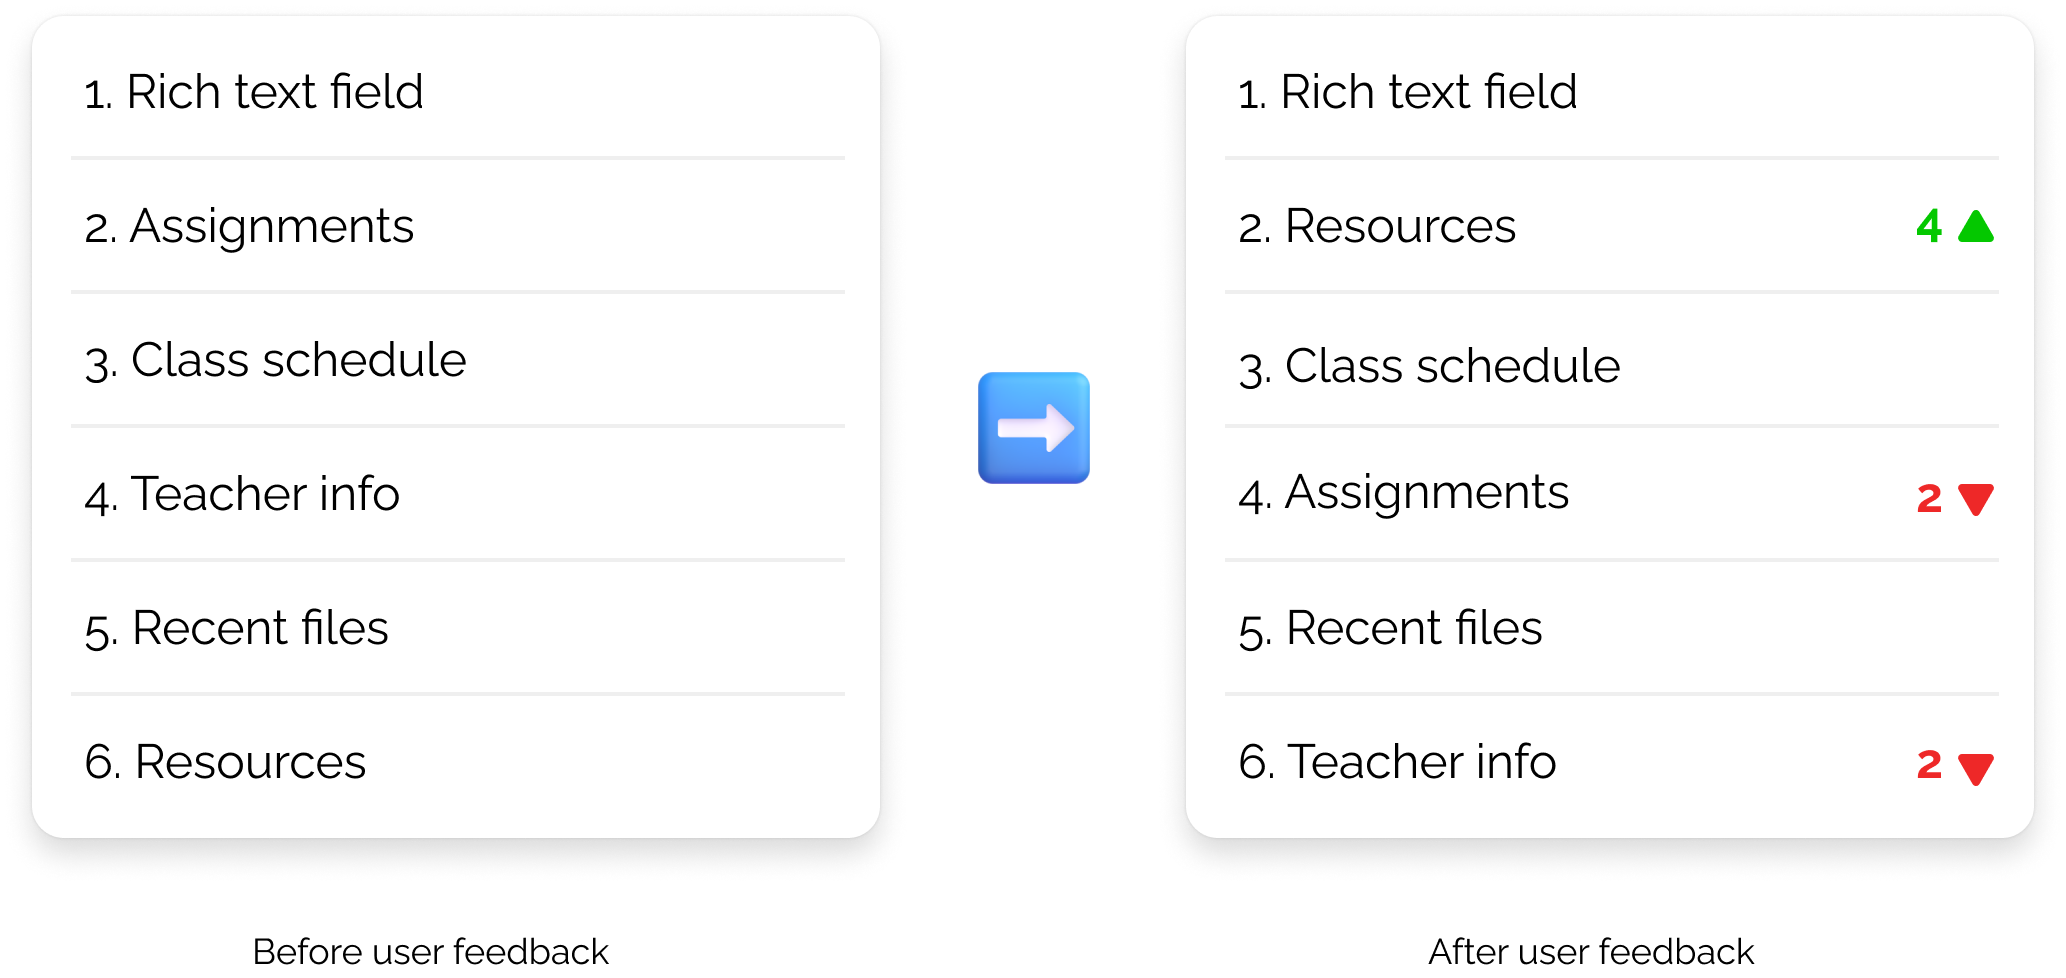 1. Rich text field
2. Assignments
3. Class schedule
4. Teacher info
5. Recent files
6. Resources
Before user feedback
1. Rich text field
2. Resources 4
3. Class schedule
4. Assignments 2
5. Recent files
6. Teacher info 2
After user feedback